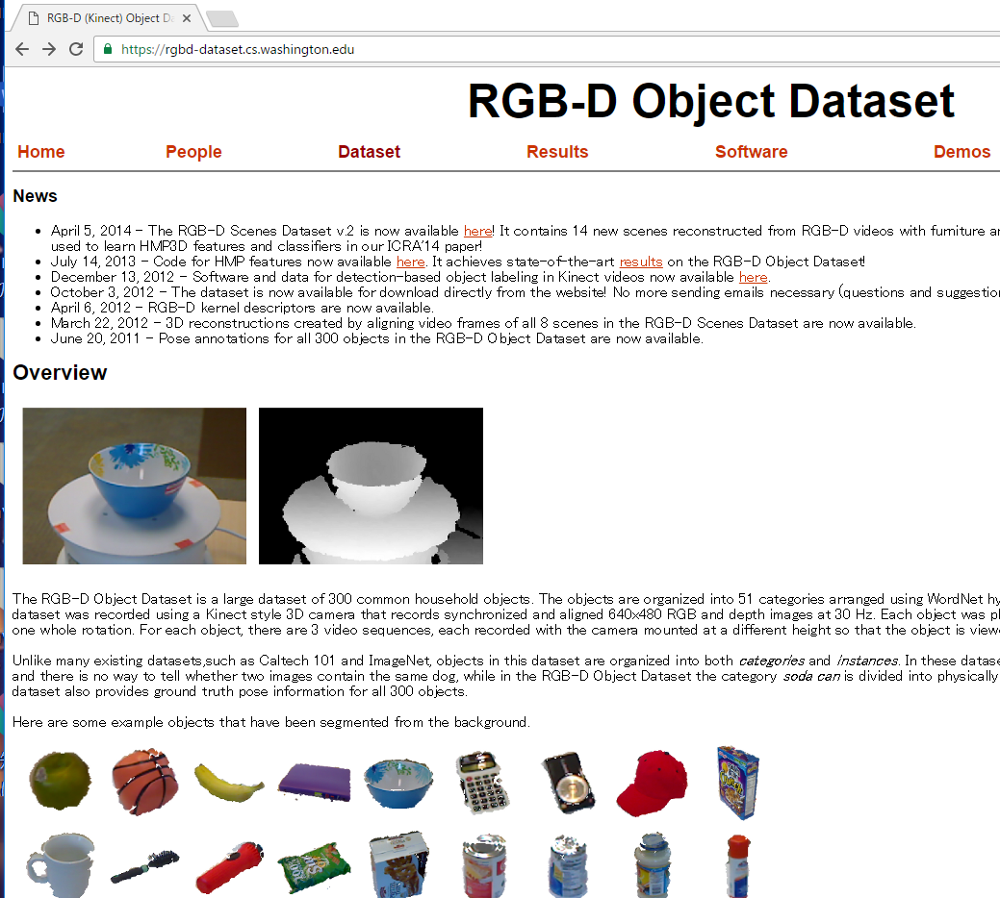 RGB-D (Kinect) Object Da
https://rgbd-dataset.cs.washington.edu
RGB-D Object Dataset
Home People Dataset Results Software Demos
News
April 5, 2014 - The RGB-D Scenes Dataset v.2 is now available here! It contains 14 new scenes reconstructed from RGB-D videos with furniture
used to learn HMP3D features and classifiers in our ICRA'14 paper!
July 14, 2013 - Code for HMP features now available here. It achieves state-of-the-art results on the RGB-D Object Dataset!
December 13, 2012 - Software and data for detection-based object labeling in Kinect videos now available here.
October 3, 2012 - The dataset is now available for download directly from the website! No more sending emails necessary (questions and
April 6, 2012 - RGB-D kernel descriptors are now available.
March 22, 2012 - 3D reconstructions created by aligning video frames of all 8 scenes in the RGB-D Scenes Dataset are now available.
June 20, 2011 - Pose annotations for all 300 objects in the RGB-D Object Dataset are now available.
Overview
The RGB-D Object Dataset is a large dataset of 300 common household objects. The objects are organized into 51 categories arranged using WordNet
dataset was recorded using a Kinect style 3D camera that records synchronized and aligned 640x480 RGB and depth images at 30 Hz. Each object was
one whole rotation. For each object, there are 3 video sequences, each recorded with the camera mounted at a different height so that the object is
Unlike many existing datasets,such as Caltech 101 and ImageNet, objects in this dataset are organized into both categories and instances. In these
and there is no way to tell whether two images contain the same dog, while in the RGB-D Object Dataset the category soda can is divided into physically
dataset also provides ground truth pose information for all 300 objects.
Here are some example objects that have been segmented from the background.